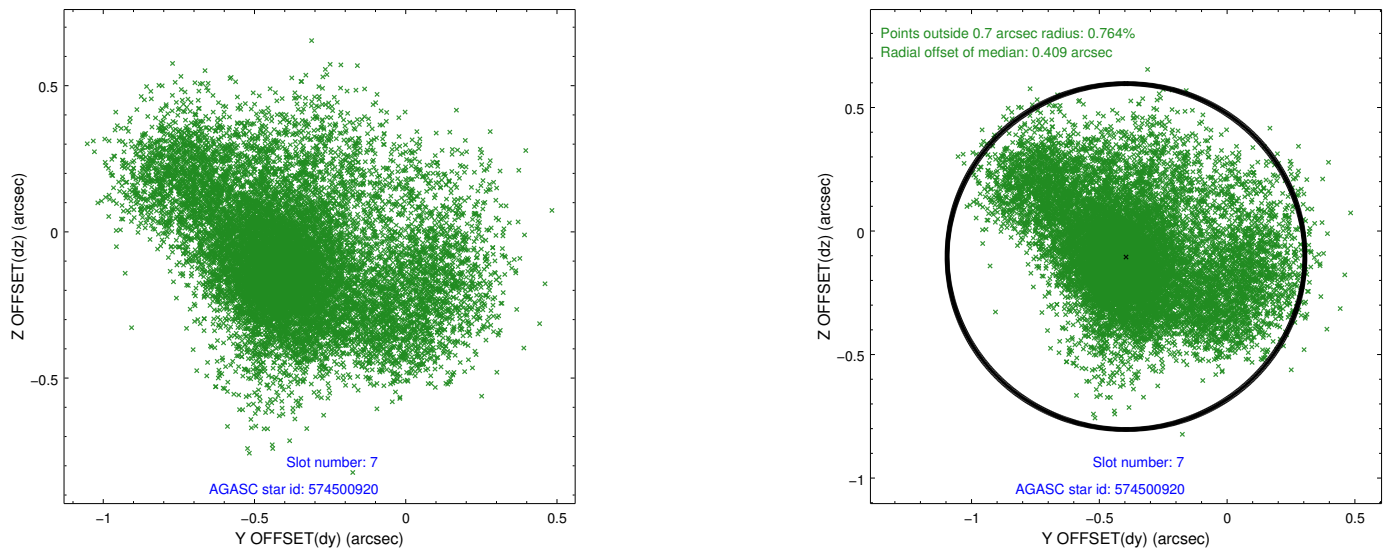 0.5
0
−0.5
−1
−0.5
0
0.5
Z OFFSET(dz) (arcsec)
Y OFFSET(dy) (arcsec)
Slot number: 7
AGASC star id: 574500920
Points outside 0.7 arcsec radius: 0.764%
Radial offset of median: 0.409 arcsec
0.5
0
−0.5
−1
−1
−0.5
0
0.5
Z OFFSET(dz) (arcsec)
Y OFFSET(dy) (arcsec)
Slot number: 7
AGASC star id: 574500920